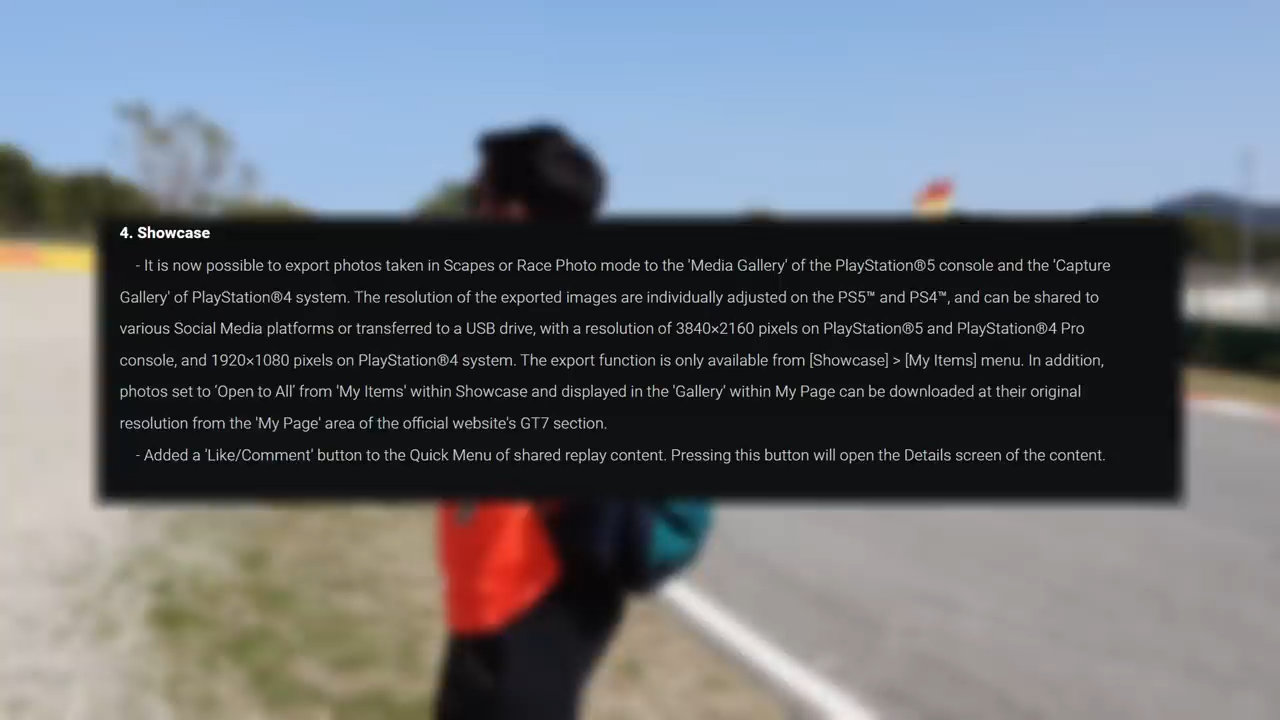 4. Showcase
- It is now possible to export photos taken in Scapes or Race Photo mode to the 'Media Gallery' of the PlayStation®5 console and the 'Capture
Gallery' of PlayStation®4 system. The resolution of the exported images are individually adjusted on the PS5™ and PS4™, and can be shared to
various Social Media platforms or transferred to a USB drive, with a resolution of 3840×2160 pixels on PlayStation®5 and PlayStation®4 Pro
console, and 1920×1080 pixels on PlayStation®4 system. The export function is only available from [Showcase] > [My Items] menu. In addition,
photos set to ‘Open to All’ from 'My Items' within Showcase and displayed in the 'Gallery' within My Page can be downloaded at their original
resolution from the 'My Page' area of the official website's GT7 section.
- Added a ‘Like/Comment’ button to the Quick Menu of shared replay content. Pressing this button will open the Details screen of the content.